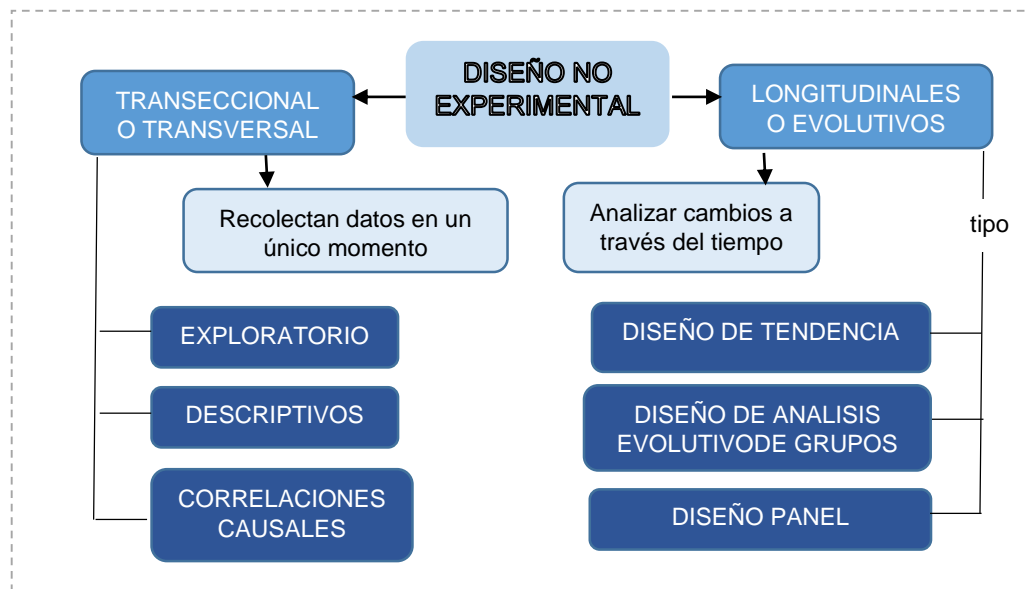 DISEÑO NO
EXPERIMENTAL
TRANSECCIONAL
O TRANSVERSAL
Recolectan datos en un
único momento
EXPLORATORIO
DESCRIPTIVOS
CORRELACIONES
CAUSALES
LONGITUDINALES
O EVOLUTIVOS
Analizar cambios a
través del tiempo
tipo
DISEÑO DE TENDENCIA
DISEÑO DE ANALISIS
EVOLUTIVODE GRUPOS
DISEÑO PANEL